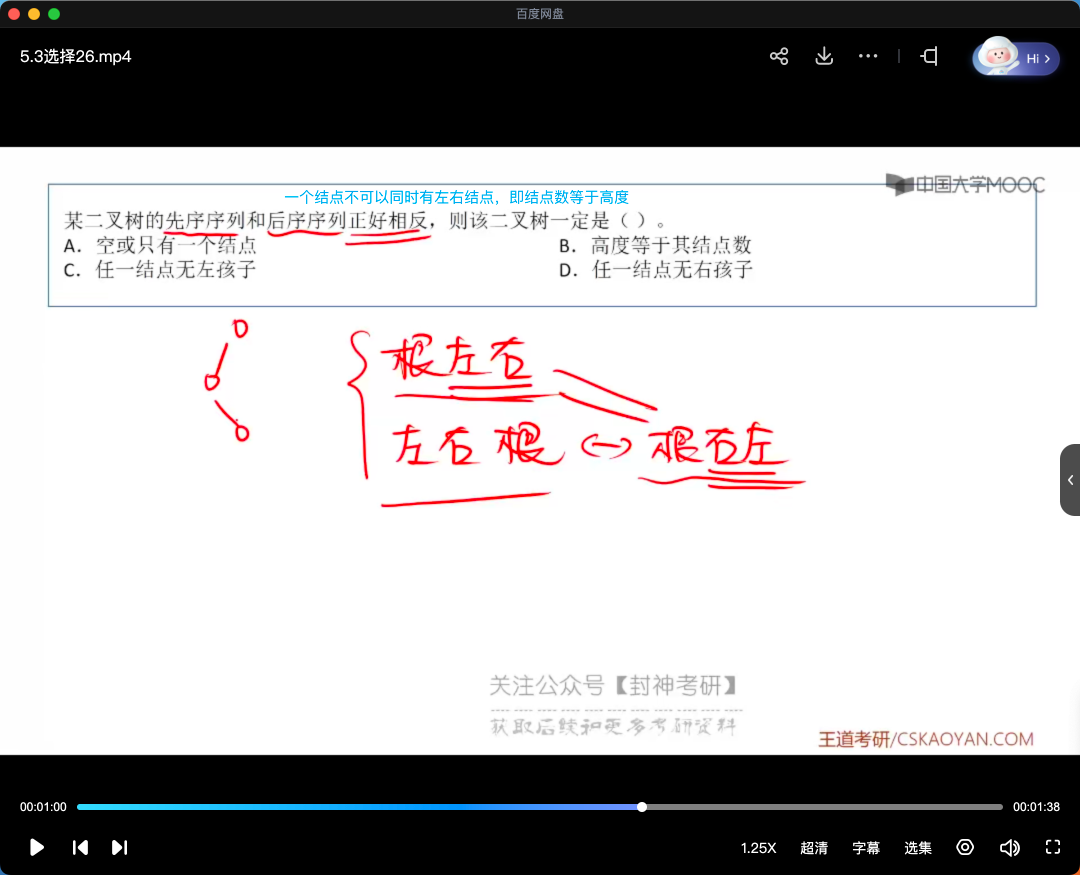 百度网盘
5.3选择26.mp4
Hi
中国大学MOOC
一个结点不可以同时有左右结点，即结点数等于高度
某二叉树的先序序列和后序序列正好相反，则该二叉树一定是（ ）。
A. 空或只有一个结点
B. 高度等于其结点数
C. 任一结点无左孩子
D. 任一结点无右孩子
根左右
左右根 ↔ 根右左
关注公众号【封神考研】
获取后续和更多考研资料
王道考研/CSKAOYAN.COM
00:01:00
00:01:38
1.25X 超清 字幕 选集